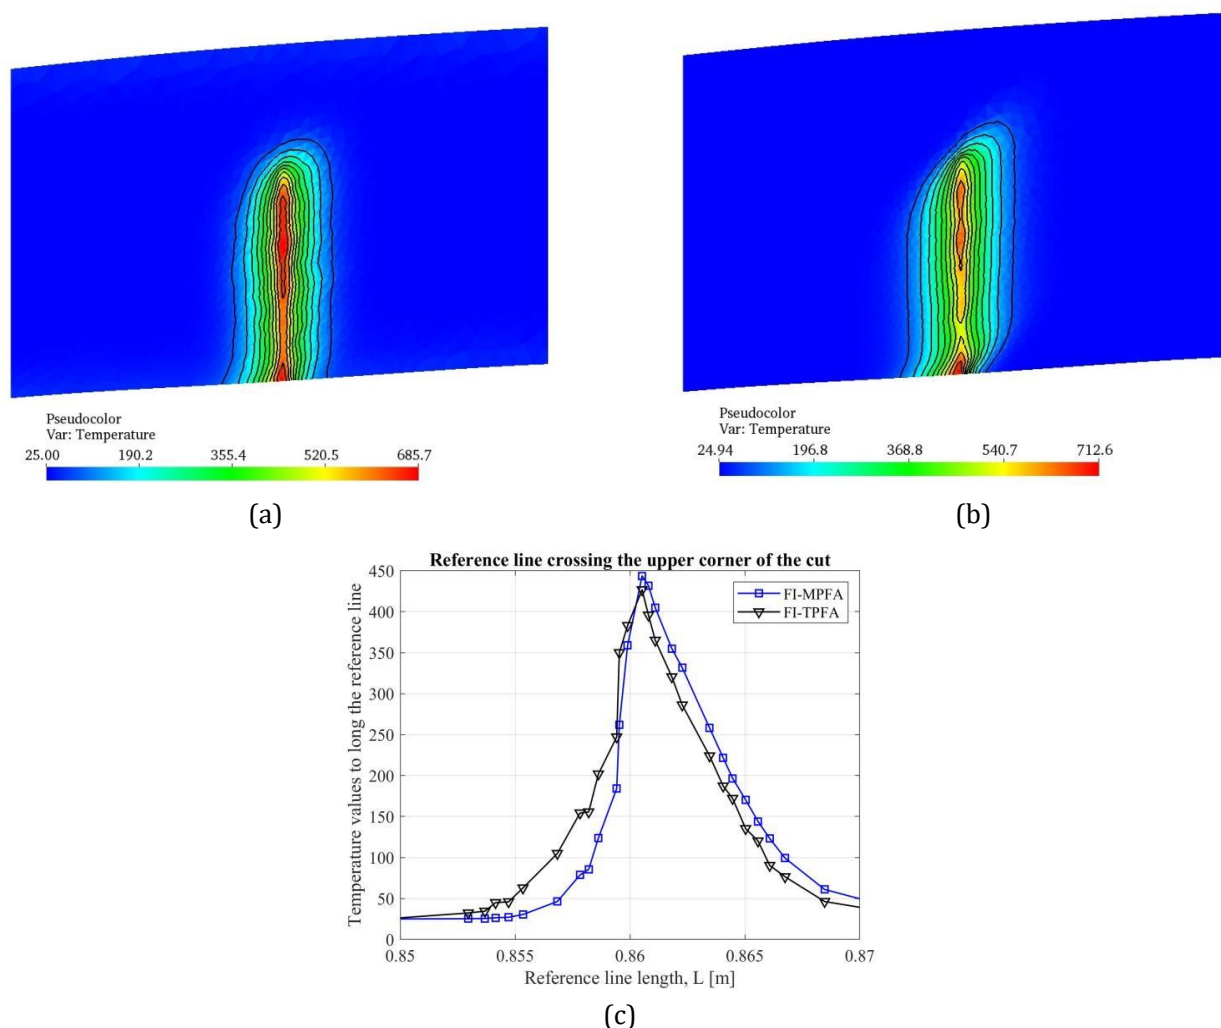 Pseudocolor
Var: Temperature
25.00 190.2 355.4 520.5 685.7
(a)
Pseudocolor
Var: Temperature
24.94 196.8 368.8 540.7 712.6
(b)
Reference line crossing the upper corner of the cut
Temperature values to long the reference line
450
400
350
300
250
200
150
100
50
0
FI-MPFA
FI-TPFA
0.85 0.855 0.86 0.865 0.87
Reference line length, L [m]
(c)